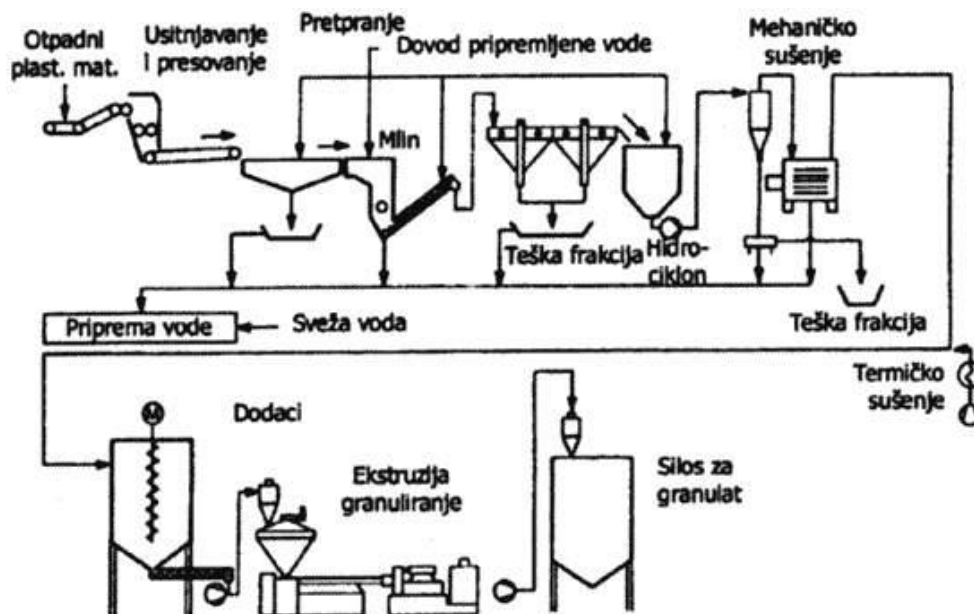 Otpadni
plast. mat.
Usitnjavanje
i presovanje
Pretpranje
Dovod pripremljene vode
Mehaničko
sušenje
Mlin
Teška frakcija
Hidro-
ciklon
Teška frakcija
Priprema vode
Sveža voda
Termičko
sušenje
M
Dodaci
Ekstruzija
granuliranje
Silos za
granulat